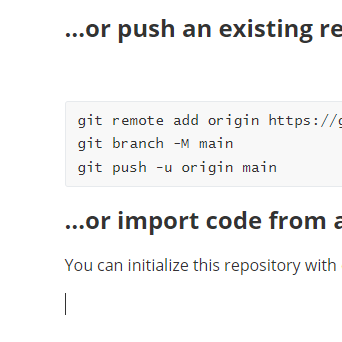 ...or push an existing
git remote add origin https://
git branch -M main
git push -u origin main
...or import code from
You can initialize this repository with